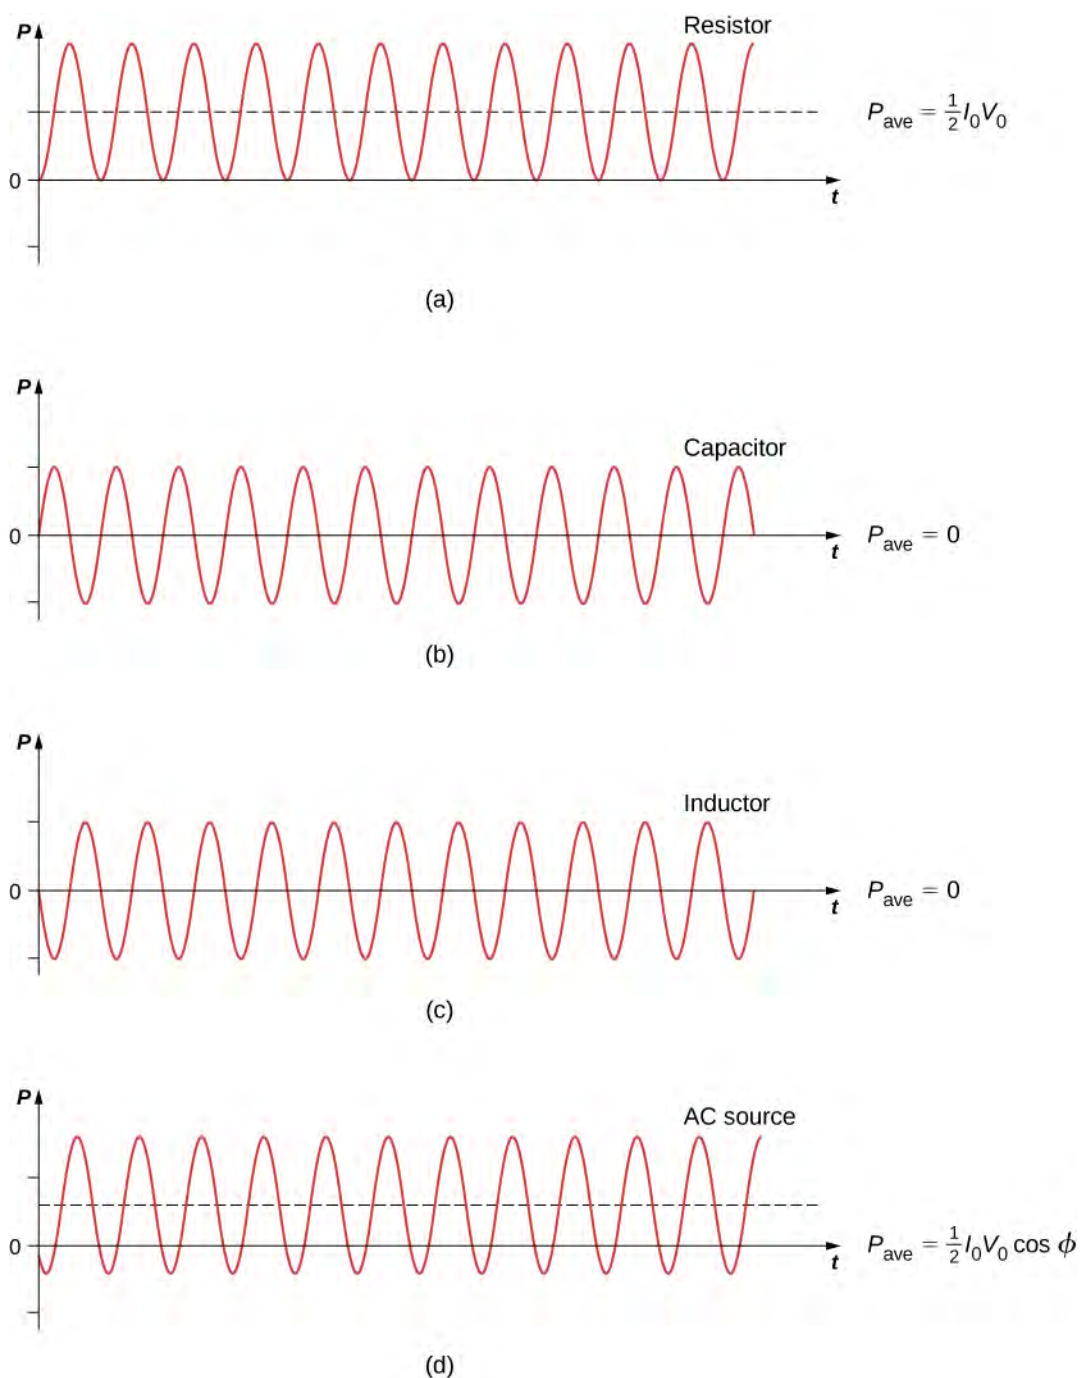 P
Resistor
P_ave = 1/2 I_0V_0
0
t
(a)
P
Capacitor
0
P_ave = 0
t
(b)
P
Inductor
0
P_ave = 0
t
(c)
P
AC source
0
P_ave = 1/2 I_0V_0 cos ϕ
t
(d)